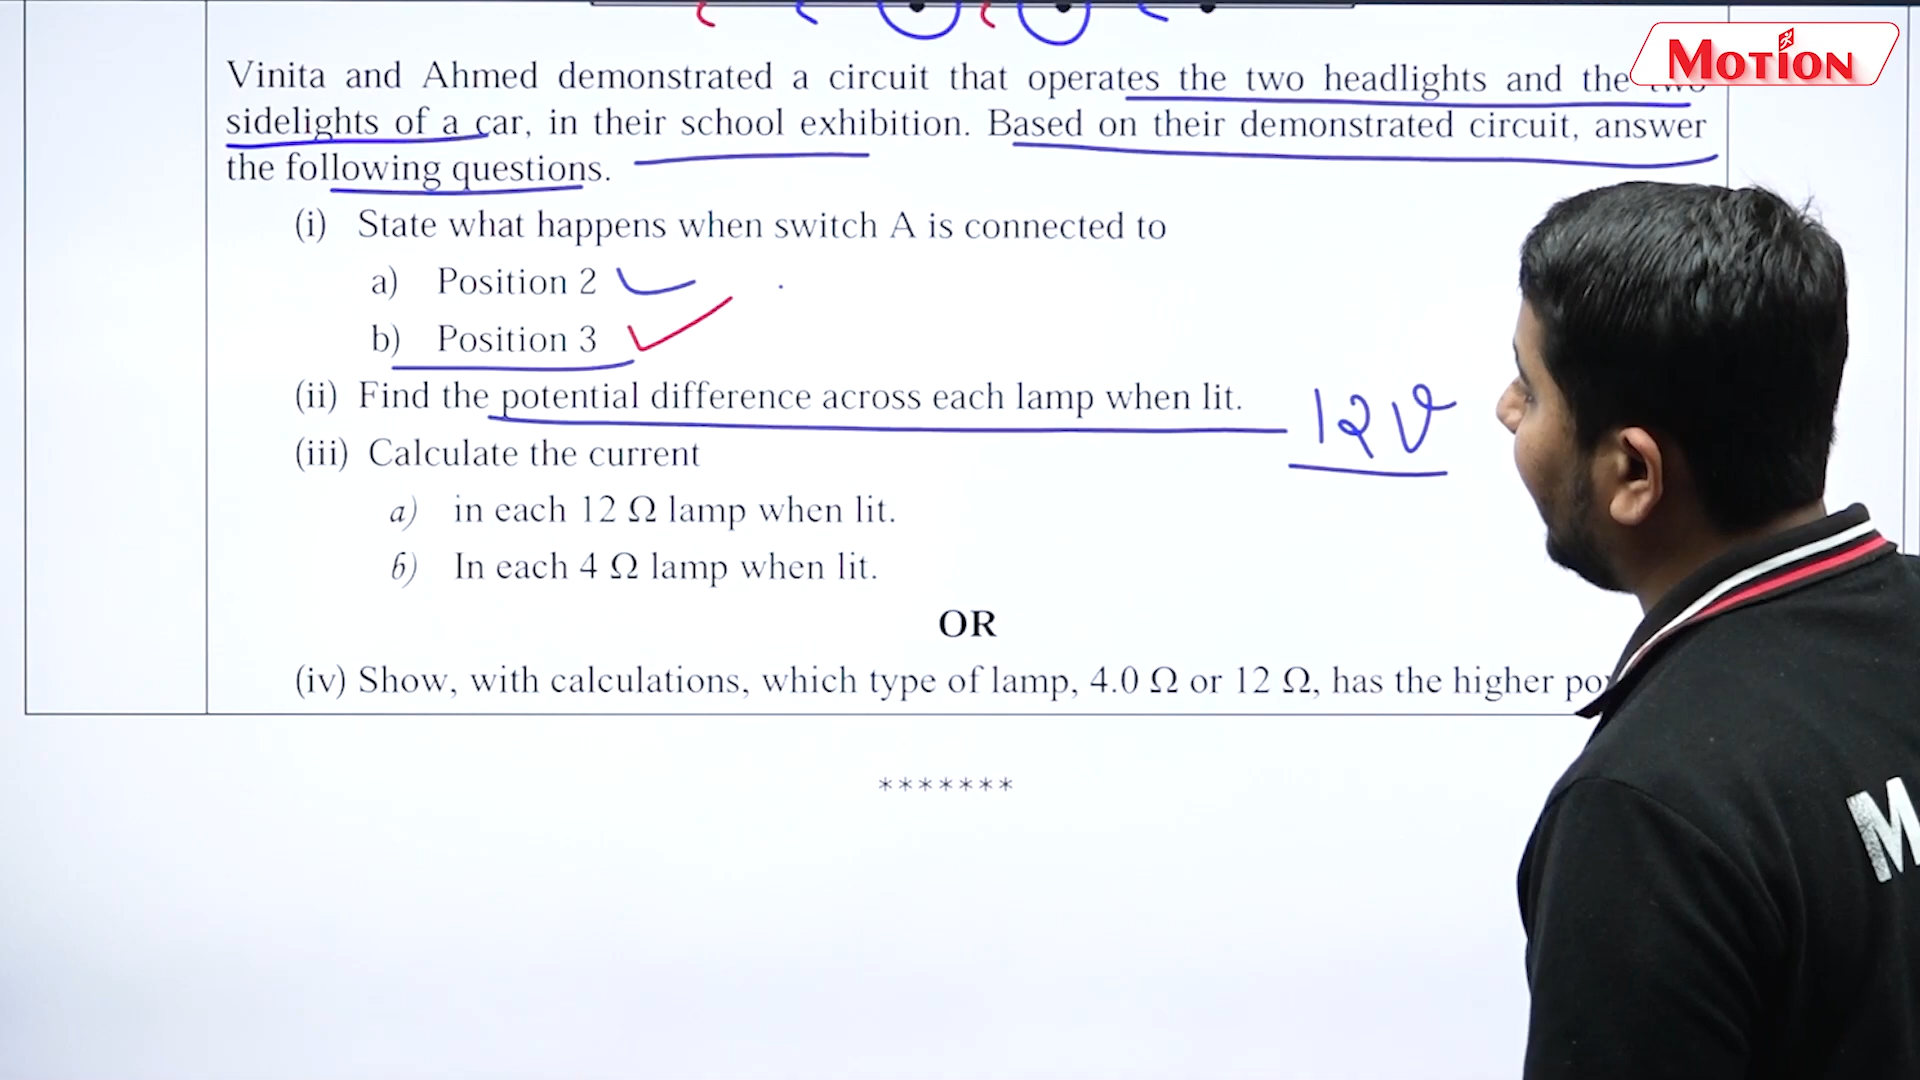 MOTION
Vinita and Ahmed demonstrated a circuit that operates the two headlights and the two
sidelights of a car, in their school exhibition. Based on their demonstrated circuit, answer
the following questions.
(i) State what happens when switch A is connected to
a) Position 2
b) Position 3
(ii) Find the potential difference across each lamp when lit. 12V
(iii) Calculate the current
a) in each 12 Ω lamp when lit.
b) In each 4 Ω lamp when lit.
OR
(iv) Show, with calculations, which type of lamp, 4.0 Ω or 12 Ω, has the higher
*******
M